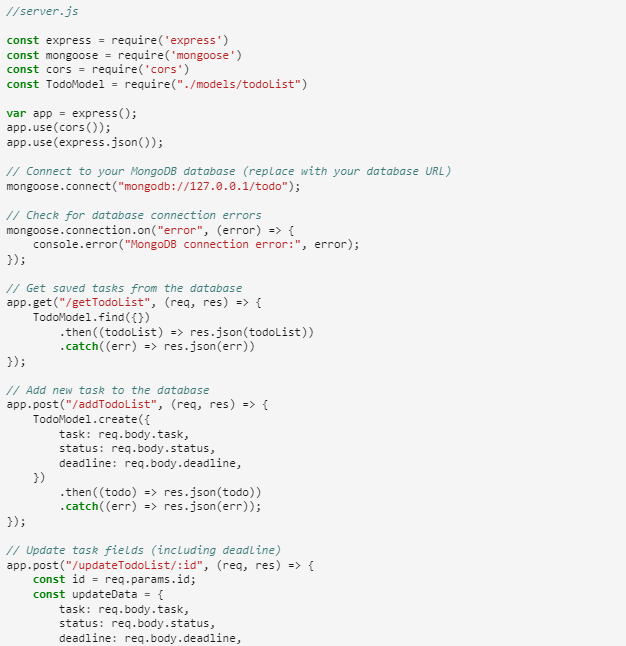 //server.js
const express = require('express')
const mongoose = require('mongoose')
const cors = require('cors')
const TodoModel = require("./models/todoList")
var app = express();
app.use(cors());
app.use(express.json());
// Connect to your MongoDB database (replace with your database URL)
mongoose.connect("mongodb://127.0.0.1/todo");
// Check for database connection errors
mongoose.connection.on("error", (error) => {
    console.error("MongoDB connection error:", error);
});
// Get saved tasks from the database
app.get("/getTodoList", (req, res) => {
    TodoModel.find({})
        .then((todoList) => res.json(todoList))
        .catch((err) => res.json(err))
});
// Add new task to the database
app.post("/addTodoList", (req, res) => {
    TodoModel.create({
        task: req.body.task,
        status: req.body.status,
        deadline: req.body.deadline,
    })
        .then((todo) => res.json(todo))
        .catch((err) => res.json(err));
});
// Update task fields (including deadline)
app.post("/updateTodoList/:id", (req, res) => {
    const id = req.params.id;
    const updateData = {
        task: req.body.task,
        status: req.body.status,
        deadline: req.body.deadline,